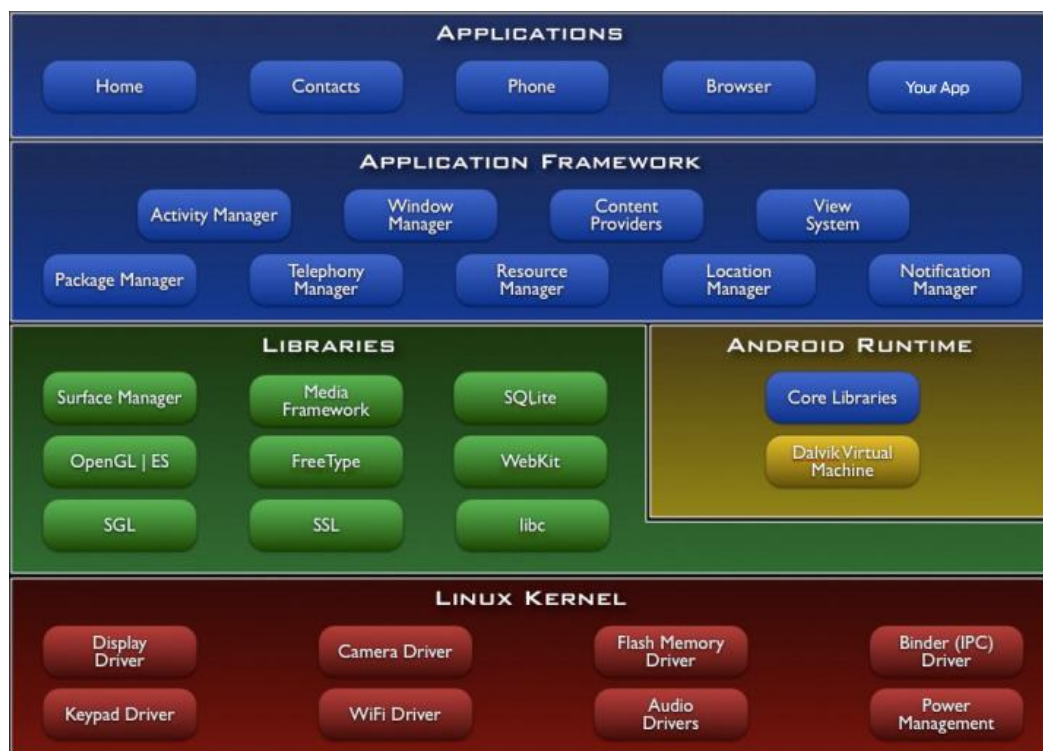 APPLICATIONS
Home
Contacts
Phone
Browser
Your App
APPLICATION FRAMEWORK
Activity Manager
Window
Manager
Content
Providers
View
System
Package Manager
Telephony
Manager
Resource
Manager
Location
Manager
Notification
Manager
LIBRARIES
Surface Manager
Media
Framework
SQLite
OpenGL | ES
FreeType
WebKit
SGL
SSL
libc
ANDROID RUNTIME
Core Libraries
Dalvik Virtual
Machine
LINUX KERNEL
Display
Driver
Camera Driver
Flash Memory
Driver
Binder (IPC)
Driver
Keypad Driver
WiFi Driver
Audio
Drivers
Power
Management